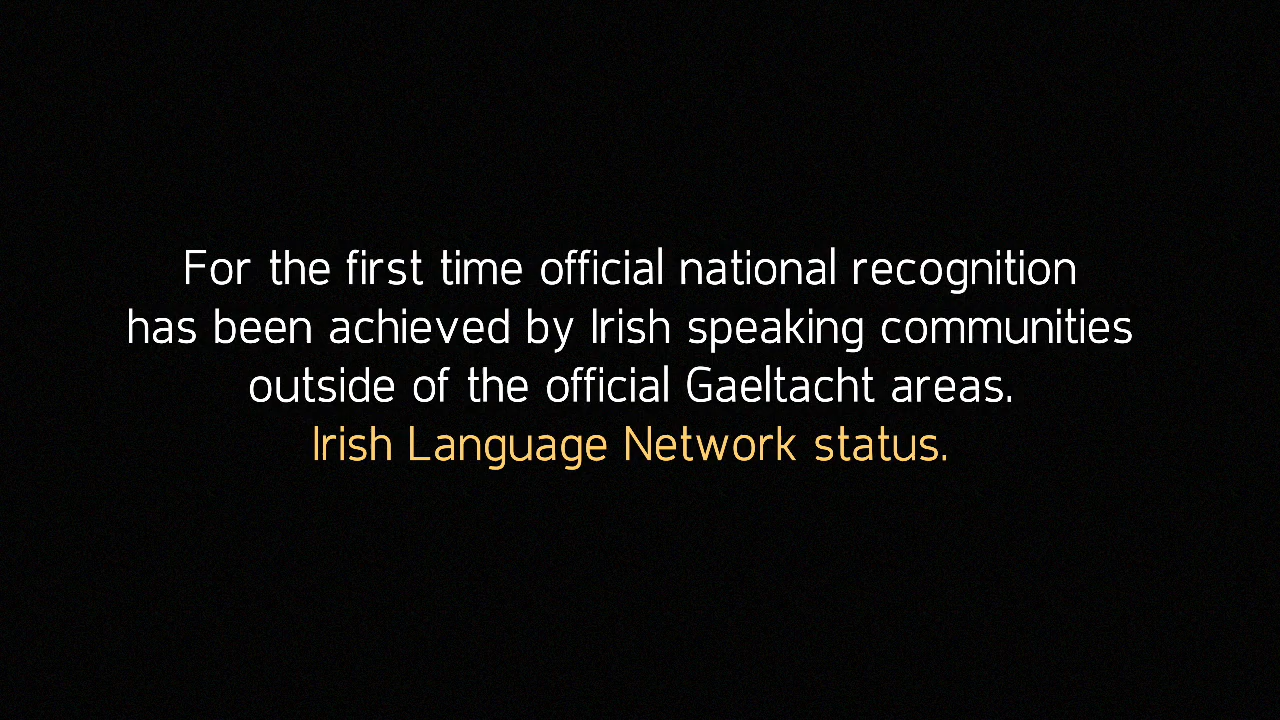 For the first time official national recognition
has been achieved by Irish speaking communities
outside of the official Gaeltacht areas.
Irish Language Network status.